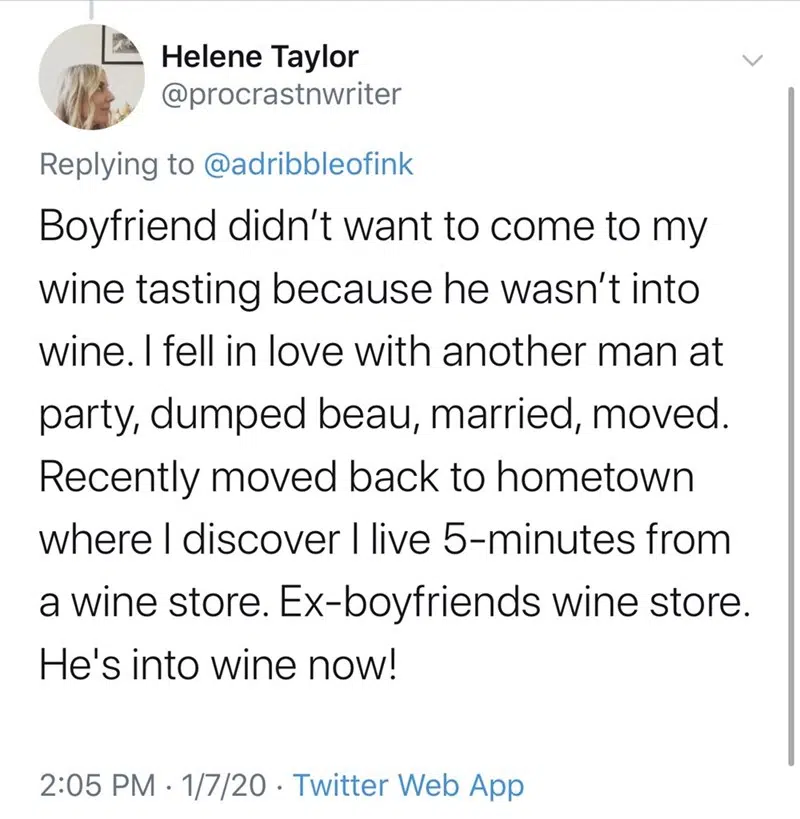 Helene Taylor
@procrastnwriter
Replying to @adribbleofink
Boyfriend didn't want to come to my
wine tasting because he wasn't into
wine. I fell in love with another man at
party, dumped beau, married, moved.
Recently moved back to hometown
where I discover I live 5-minutes from
a wine store. Ex-boyfriends wine store.
He's into wine now!
2:05 PM · 1/7/20 · Twitter Web App